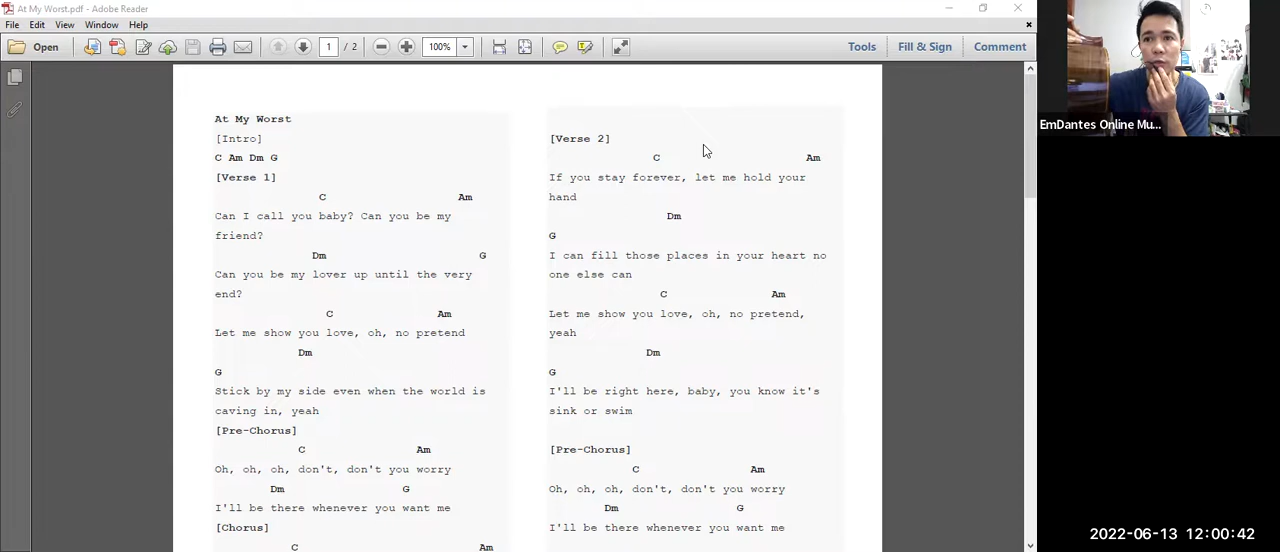 At My Worst.pdf - Adobe Reader
File Edit View Window Help
Open 1 / 2 100% Tools Fill & Sign Comment
At My Worst
[Intro]
C Am Dm G
[Verse 1]
C Am
Can I call you baby? Can you be my
friend?
Dm G
Can you be my lover up until the very
end?
C Am
Let me show you love, oh, no pretend
Dm
G
Stick by my side even when the world is
caving in, yeah
[Pre-Chorus]
C Am
Oh, oh, oh, don't, don't you worry
Dm G
I'll be there whenever you want me
[Chorus]
C Am
[Verse 2]
C Am
If you stay forever, let me hold your
hand
Dm
G
I can fill those places in your heart no
one else can
C Am
Let me show you love, oh, no pretend,
yeah
Dm
G
I'll be right here, baby, you know it's
sink or swim
[Pre-Chorus]
C Am
Oh, oh, oh, don't, don't you worry
Dm G
I'll be there whenever you want me
EmDantes Online Mu...
2022-06-13 12:00:42